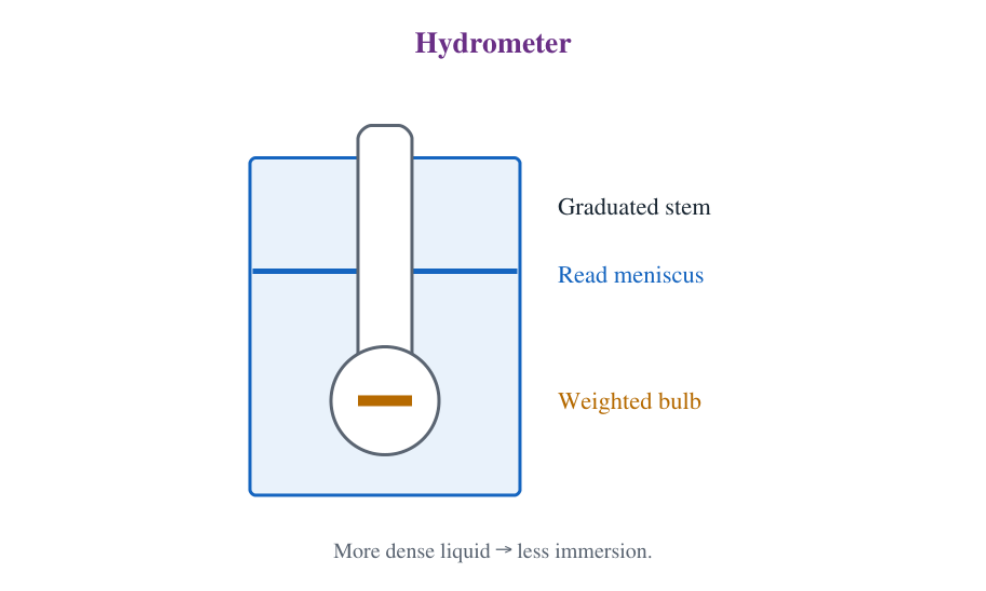 Hydrometer
Graduated stem
Read meniscus
Weighted bulb
More dense liquid → less immersion.